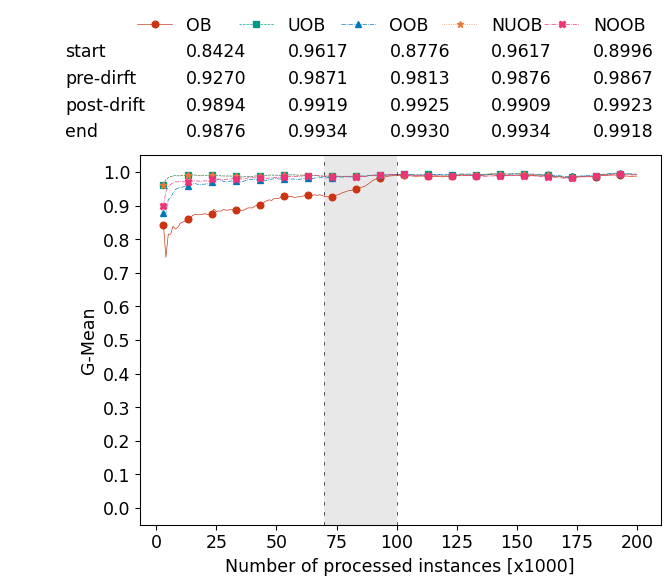 OB UOB OOB NUOB NOOB
start 0.8424 0.9617 0.8776 0.9617 0.8996
pre-dirft 0.9270 0.9871 0.9813 0.9876 0.9867
post-drift 0.9894 0.9919 0.9925 0.9909 0.9923
end 0.9876 0.9934 0.9930 0.9934 0.9918
1.0
0.9
0.8
0.7
0.6
0.5
0.4
0.3
0.2
0.1
0.0
G-Mean
0 25 50 75 100 125 150 175 200
Number of processed instances [x1000]